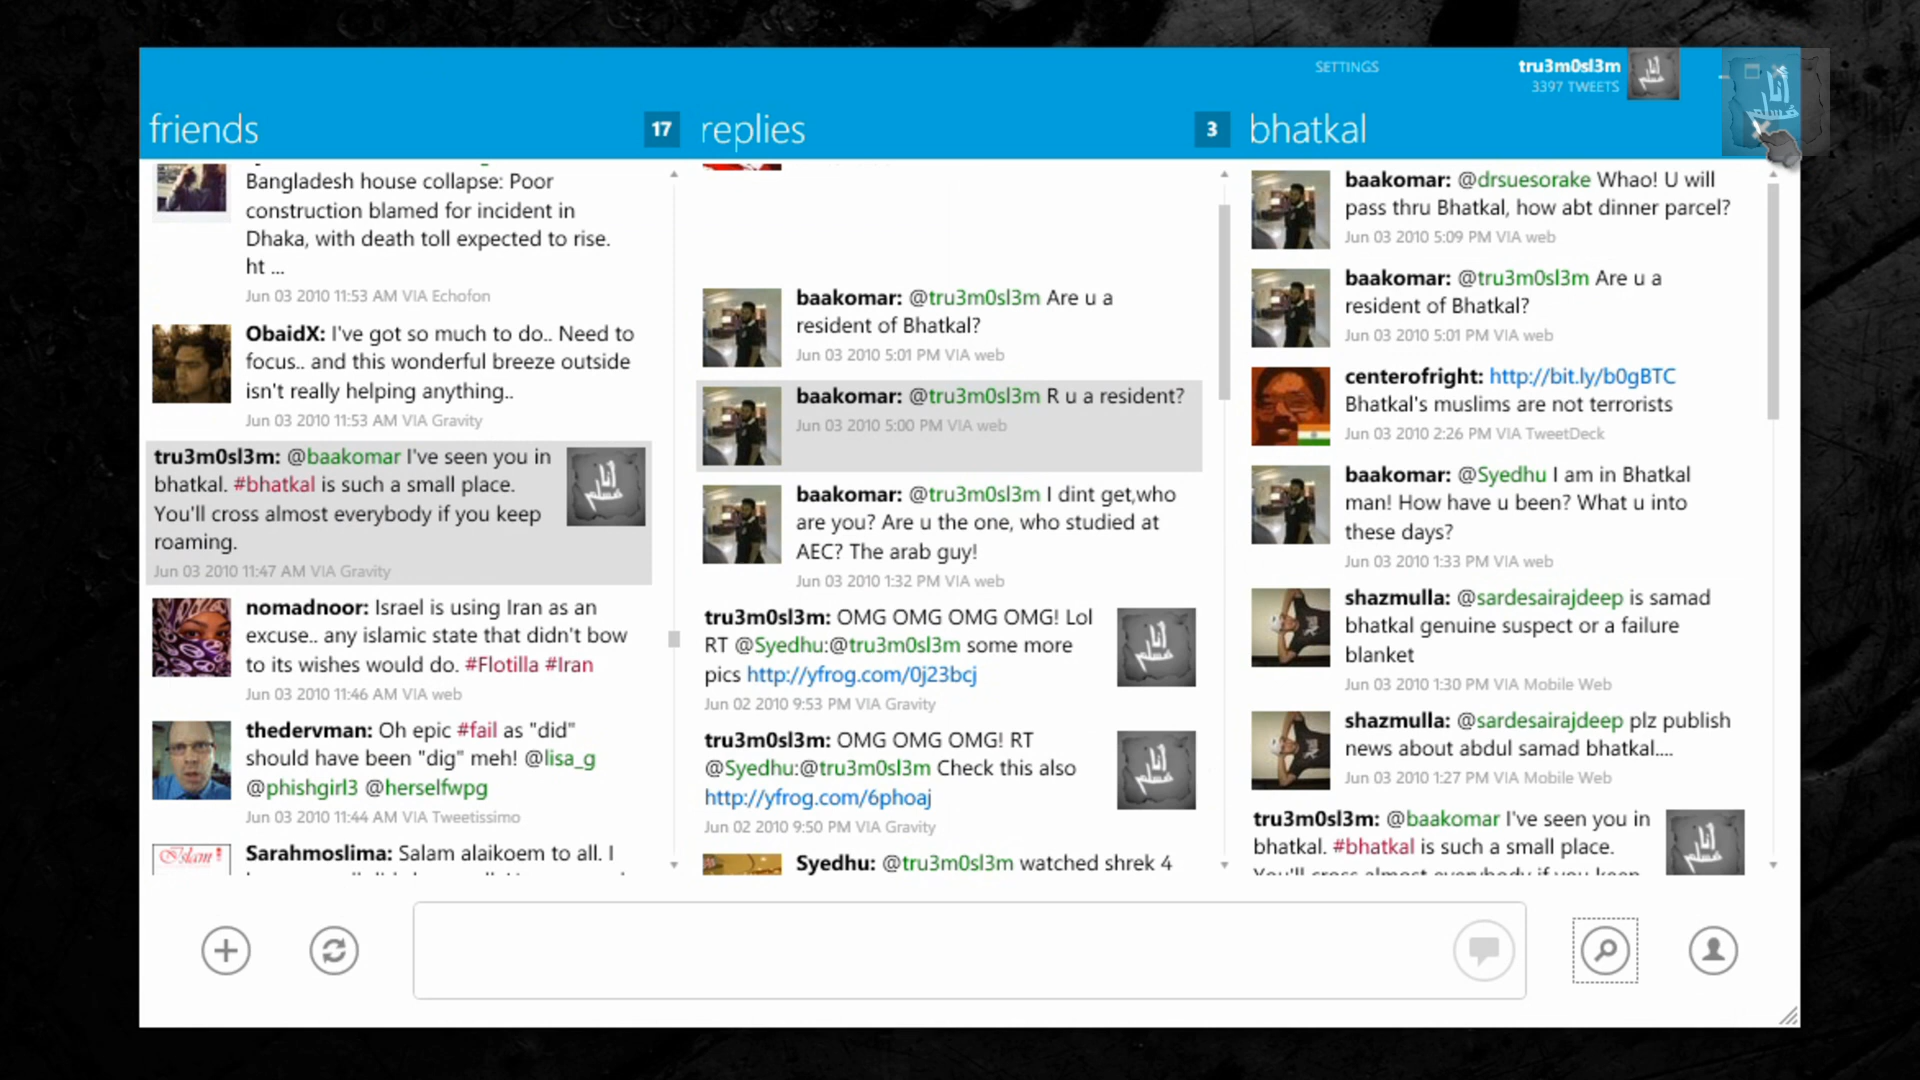 SETTINGS
tru3m0sl3m
3397 TWEETS
friends
17
replies
3
bhatkal
Bangladesh house collapse: Poor
construction blamed for incident in
Dhaka, with death toll expected to rise.
ht ...
Jun 03 2010 11:53 AM VIA Echofon
ObaidX: I've got so much to do.. Need to
focus.. and this wonderful breeze outside
isn't really helping anything..
Jun 03 2010 11:53 AM VIA Gravity
tru3m0sl3m: @baakomar I've seen you in
bhatkal. #bhatkal is such a small place.
You'll cross almost everybody if you keep
roaming.
Jun 03 2010 11:47 AM VIA Gravity
nomadnoor: Israel is using Iran as an
excuse.. any islamic state that didn't bow
to its wishes would do. #Flotilla #Iran
Jun 03 2010 11:46 AM VIA web
thedervman: Oh epic #fail as "did"
should have been "dig" meh! @lisa_g
@phishgirl3 @herselfwpg
Jun 03 2010 11:44 AM VIA Tweetissimo
Islam
Sarahmoslima: Salam alaikoem to all. I
baakomar: @tru3m0sl3m Are u a
resident of Bhatkal?
Jun 03 2010 5:01 PM VIA web
baakomar: @tru3m0sl3m R u a resident?
Jun 03 2010 5:00 PM VIA web
baakomar: @tru3m0sl3m I dint get,who
are you? Are u the one, who studied at
AEC? The arab guy!
Jun 03 2010 1:32 PM VIA web
tru3m0sl3m: OMG OMG OMG OMG! Lol
RT @Syedhu:@tru3m0sl3m some more
pics http://yfrog.com/0j23bcj
Jun 02 2010 9:53 PM VIA Gravity
tru3m0sl3m: OMG OMG OMG! RT
@Syedhu:@tru3m0sl3m Check this also
http://yfrog.com/6phoaj
Jun 02 2010 9:50 PM VIA Gravity
Syedhu: @tru3m0sl3m watched shrek 4
baakomar: @drsuesorake Whao! U will
pass thru Bhatkal, how abt dinner parcel?
Jun 03 2010 5:09 PM VIA web
baakomar: @tru3m0sl3m Are u a
resident of Bhatkal?
Jun 03 2010 5:01 PM VIA web
centerofright: http://bit.ly/b0gBTC
Bhatkal's muslims are not terrorists
Jun 03 2010 2:26 PM VIA TweetDeck
baakomar: @Syedhu I am in Bhatkal
man! How have u been? What u into
these days?
Jun 03 2010 1:33 PM VIA web
shazmulla: @sardesairajdeep is samad
bhatkal genuine suspect or a failure
blanket
Jun 03 2010 1:30 PM VIA Mobile Web
shazmulla: @sardesairajdeep plz publish
news about abdul samad bhatkal....
Jun 03 2010 1:27 PM VIA Mobile Web
tru3m0sl3m: @baakomar I've seen you in
bhatkal. #bhatkal is such a small place.
You'll cross almost everybody if you keep
أنا
مسلم